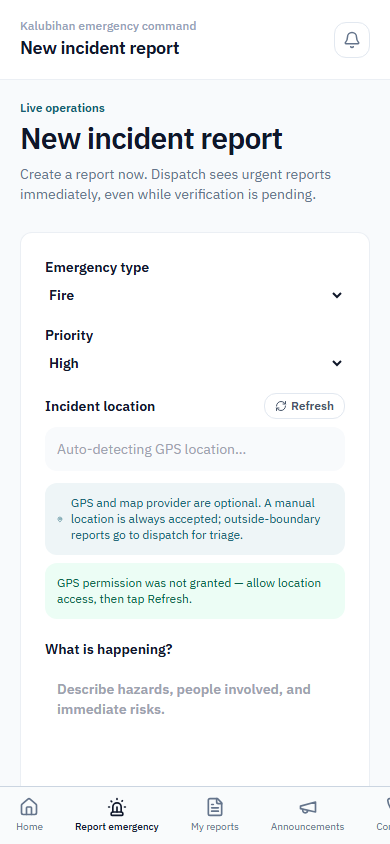 Kalubihan emergency command
New incident report
Live operations
New incident report
Create a report now. Dispatch sees urgent reports
immediately, even while verification is pending.
Emergency type
Fire
Priority
High
Incident location
Refresh
Auto-detecting GPS location...
GPS and map provider are optional. A manual
location is always accepted; outside-boundary
reports go to dispatch for triage.
GPS permission was not granted — allow location
access, then tap Refresh.
What is happening?
Describe hazards, people involved, and
immediate risks.
Home
Report emergency
My reports
Announcements